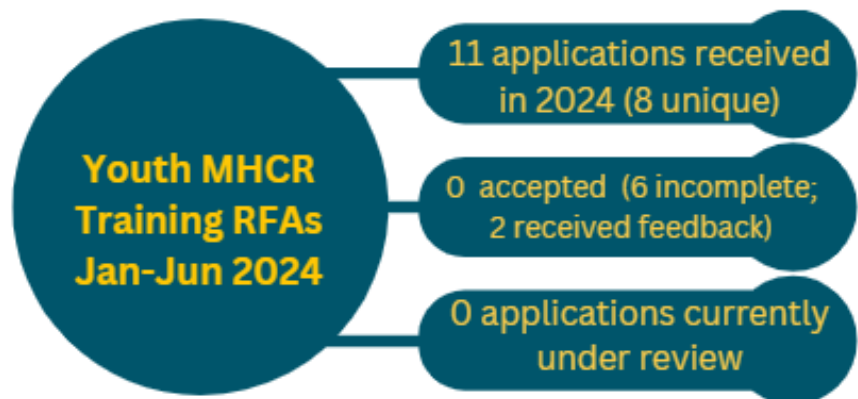 Youth MHCR
Training RFAs
Jan-Jun 2024
11 applications received
in 2024 (8 unique)
0 accepted (6 incomplete;
2 received feedback)
0 applications currently
under review